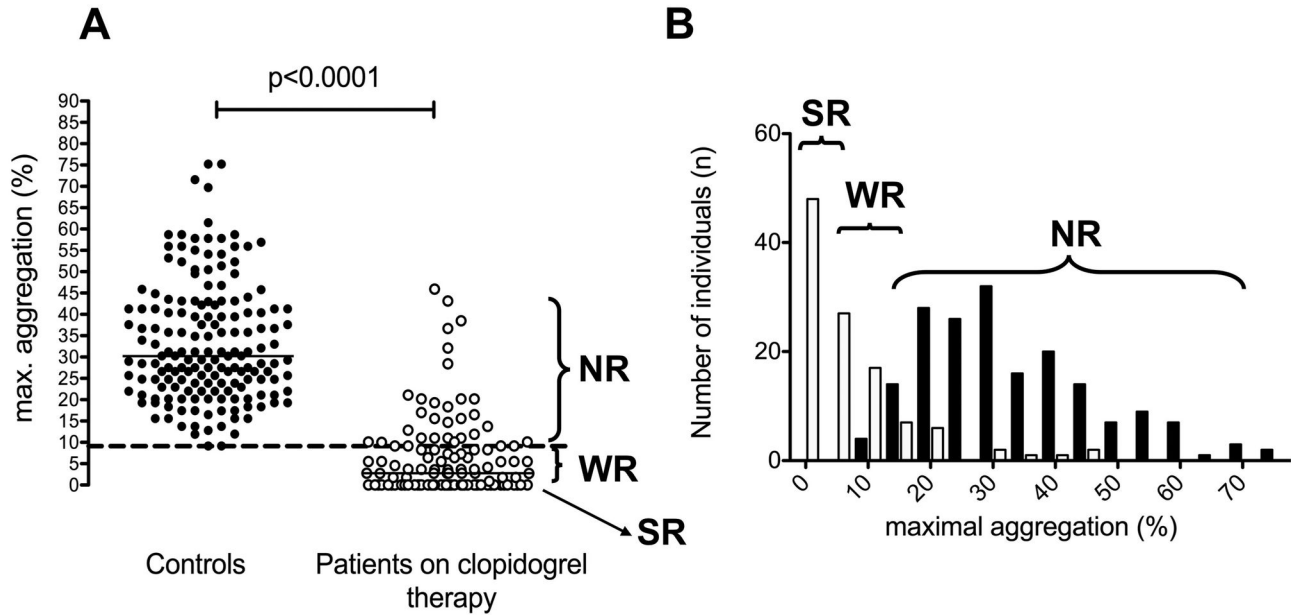 A
p<0.0001
max. aggregation (%)
90
85
80
75
70
65
60
55
50
45
40
35
30
25
20
15
10
5
0
NR
WR
SR
Controls
Patients on clopidogrel
therapy
B
Number of individuals (n)
60
40
20
0
SR
WR
NR
0
10
20
30
40
50
60
70
maximal aggregation (%)